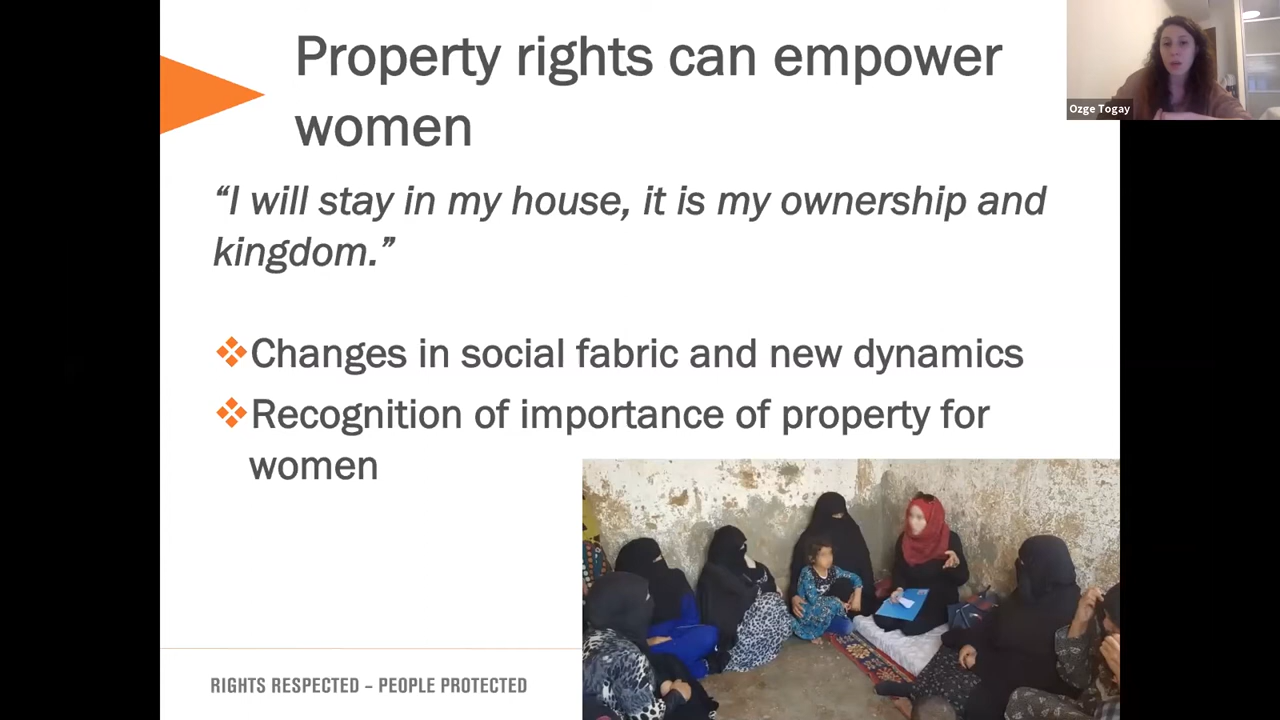 Property rights can empower
women
“I will stay in my house, it is my ownership and
kingdom.”
❖Changes in social fabric and new dynamics
❖Recognition of importance of property for
women
RIGHTS RESPECTED – PEOPLE PROTECTED
Ozge Togay